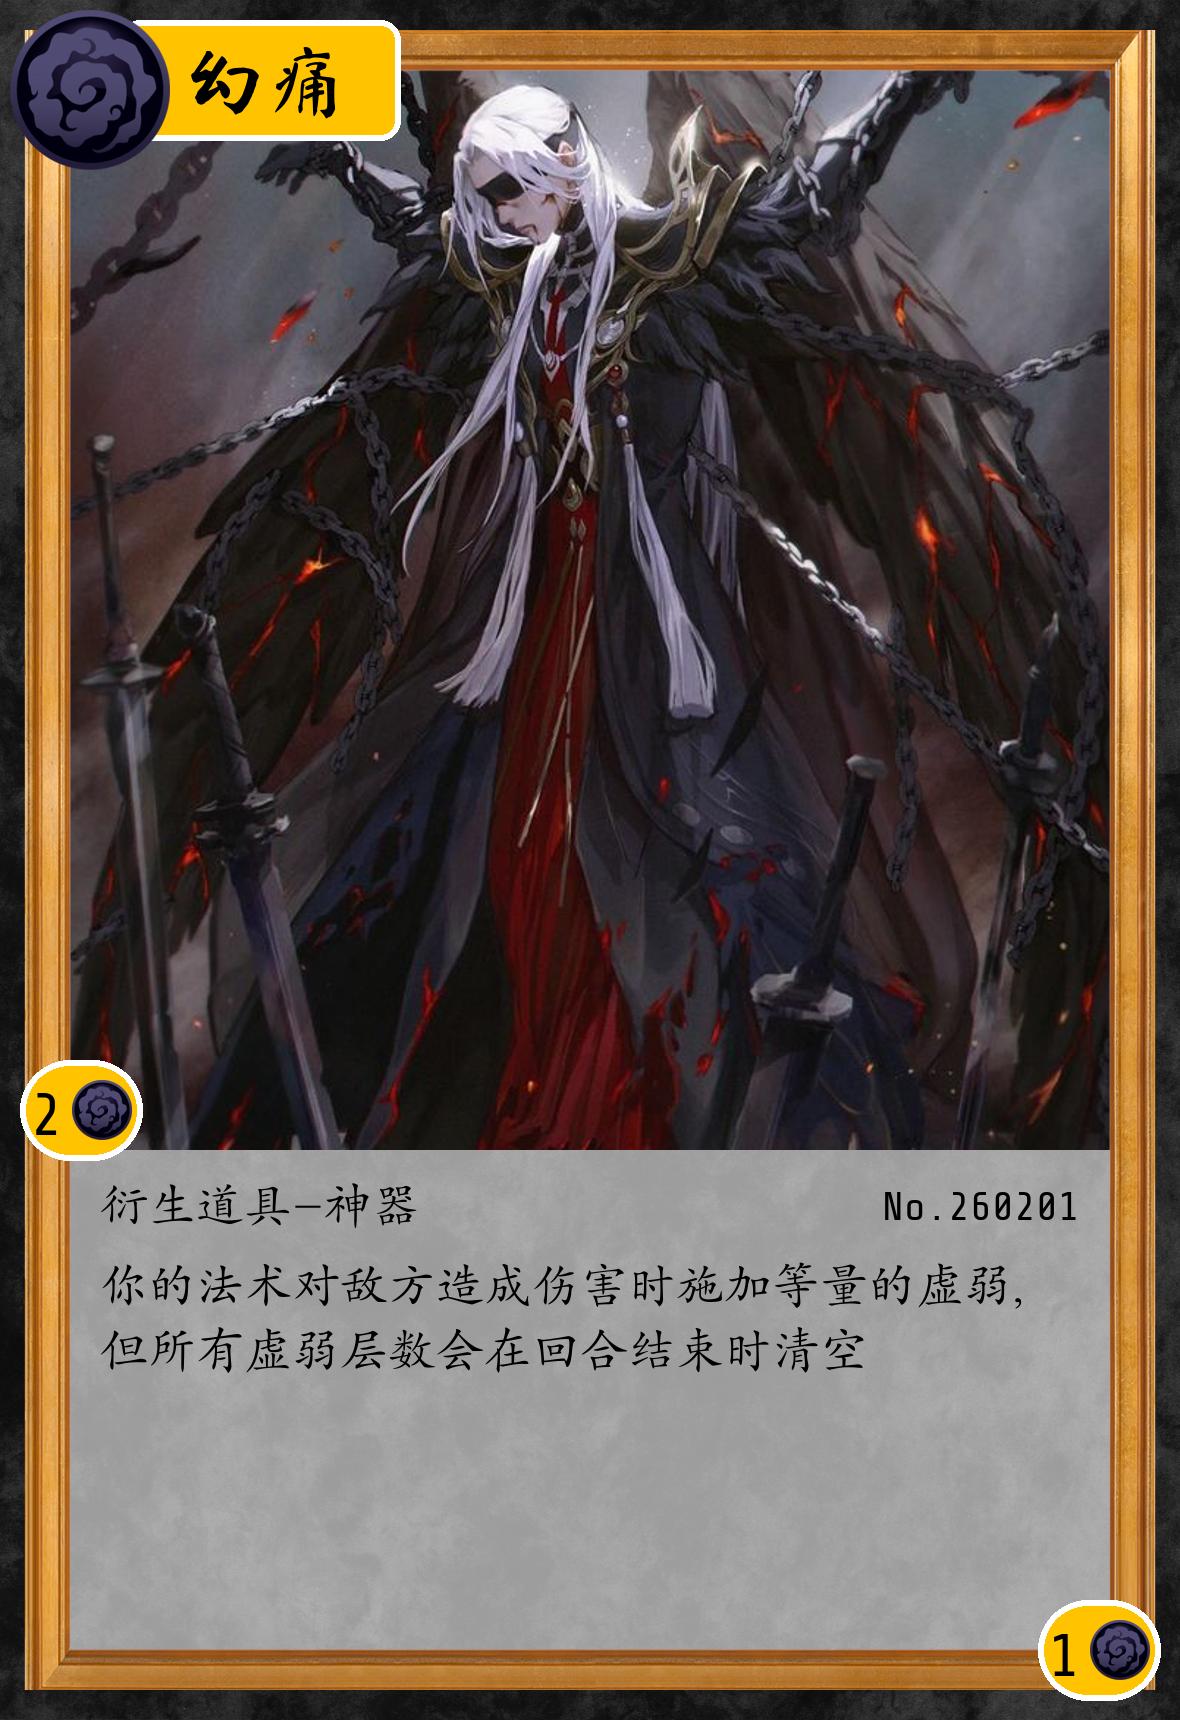 幻痛
2
衍生道具-神器
No.260201
你的法术对敌方造成伤害时施加等量的虚弱，
但所有虚弱层数会在回合结束时清空
1